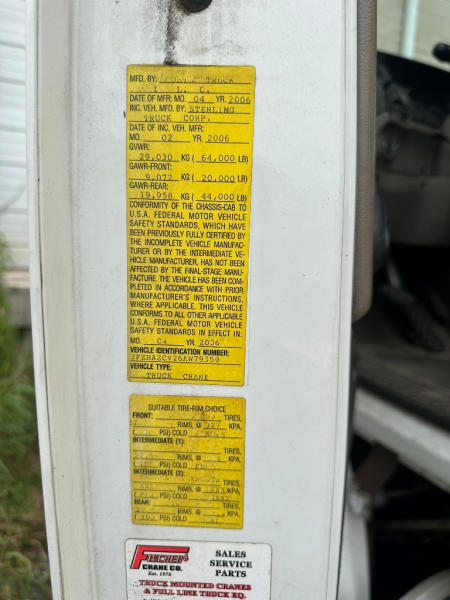 MFD. BY: TRUCK
DATE OF MFR: MO. 04 YR. 2006
INC. VEH. MFD. BY: STERLING
TRUCK CORP.
DATE OF INC. VEH. MFR:
MO. 02 YR. 2006
GVWR:
29,030 KG ( 64,000 LB)
GAWR-FRONT:
9,072 KG ( 20,000 LB)
GAWR-REAR:
19,958 KG ( 44,000 LB)
CONFORMITY OF THE CHASSIS-CAB TO
U.S.A. FEDERAL MOTOR VEHICLE
SAFETY STANDARDS, WHICH HAVE
BEEN PREVIOUSLY FULLY CERTIFIED BY
THE INCOMPLETE VEHICLE MANUFAC-
TURER OR BY THE INTERMEDIATE VE-
HICLE MANUFACTURER, HAS NOT BEEN
AFFECTED BY THE FINAL-STAGE MANU-
FACTURE. THE VEHICLE HAS BEEN COM-
PLETED IN ACCORDANCE WITH PRIOR
MANUFACTURER'S INSTRUCTIONS,
WHERE APPLICABLE. THIS VEHICLE
CONFORMS TO ALL OTHER APPLICABLE
U.S.A. FEDERAL MOTOR VEHICLE
SAFETY STANDARDS IN EFFECT IN:
MO. 04 YR. 2006
VEHICLE IDENTIFICATION NUMBER:
2FZHAZCV26AW79559
VEHICLE TYPE:
TRUCK CRANE
SUITABLE TIRE-RIM CHOICE
FRONT: TIRES,
RIMS, @ 827 KPA,
PSI) COLD
INTERMEDIATE (1):
TIRES,
RIMS, @ KPA,
PSI) COLD
INTERMEDIATE (2):
TIRES,
RIMS, @ KPA,
PSI) COLD
REAR: TIRES,
RIMS, @ KPA,
PSI) COLD
FISCHER'S
CRANE CO.
Est. 1976
SALES
SERVICE
PARTS
TRUCK MOUNTED CRANES
& FULL LINE TRUCK EQ.